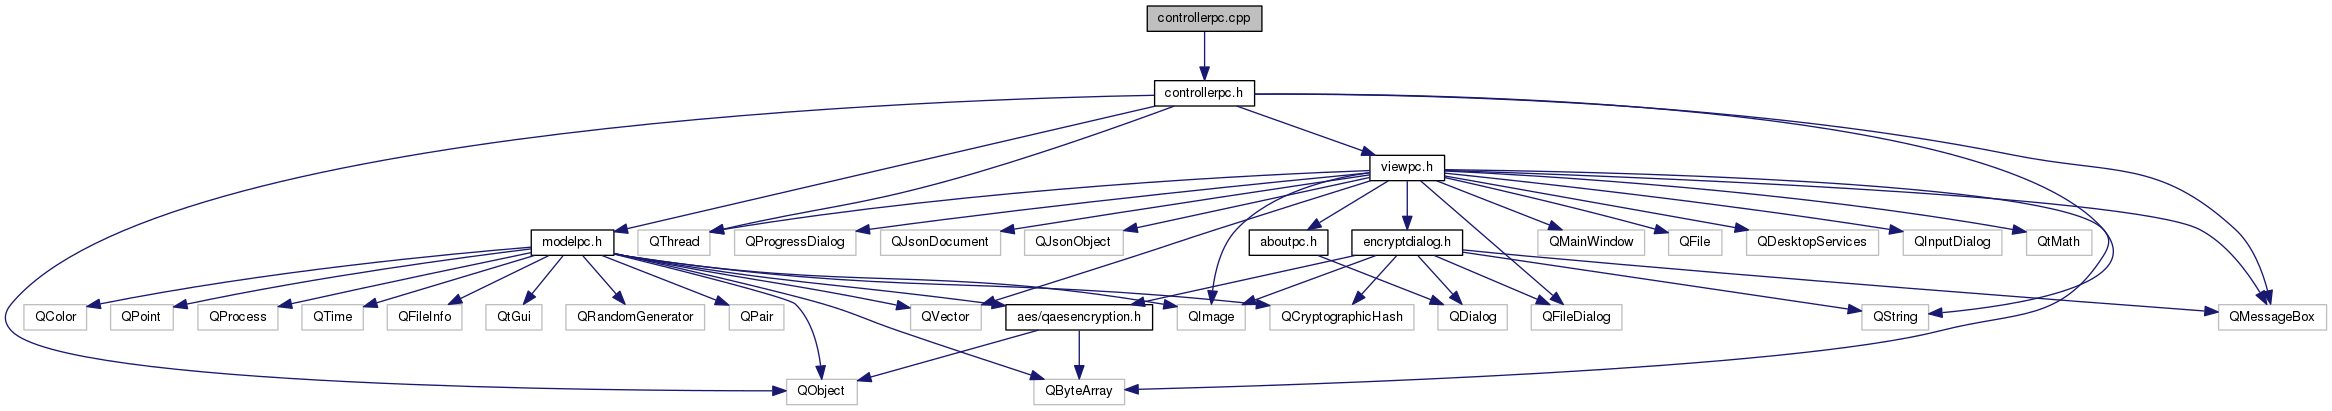 controllerpc.cpp
controllerpc.h
viewpc.h
modelpc.h
QThread
QProgressDialog
QJsonDocument
QJsonObject
aboutpc.h
encryptdialog.h
QMainWindow
QFile
QDesktopServices
QInputDialog
QtMath
QColor
QPoint
QProcess
QTime
QFileInfo
QtGui
QRandomGenerator
QPair
QVector
aes/qaesencryption.h
QImage
QCryptographicHash
QDialog
QFileDialog
QString
QMessageBox
QObject
QByteArray